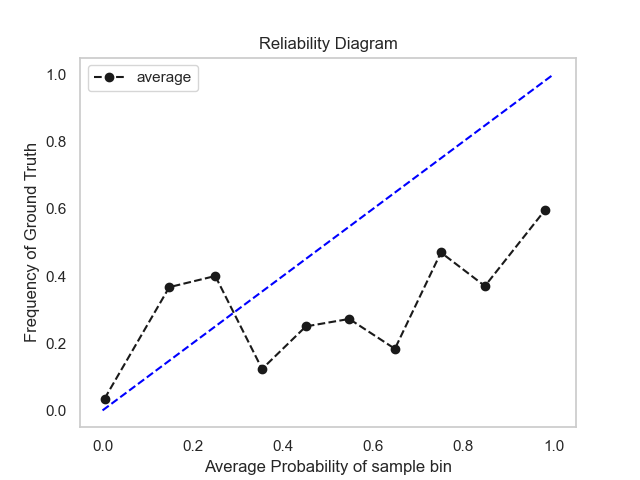 Reliability Diagram
average
1.0
0.8
0.6
0.4
0.2
0.0
Frequency of Ground Truth
0.0 0.2 0.4 0.6 0.8 1.0
Average Probability of sample bin